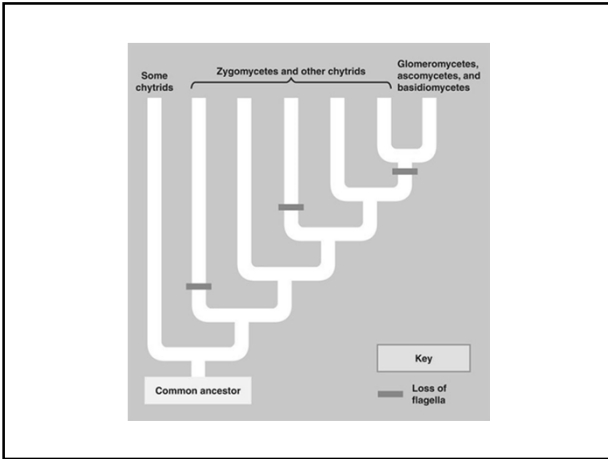 Some
chytrids
Zygomycetes and other chytrids
Glomeromycetes,
ascomycetes, and
basidiomycetes
Common ancestor
Key
Loss of
flagella